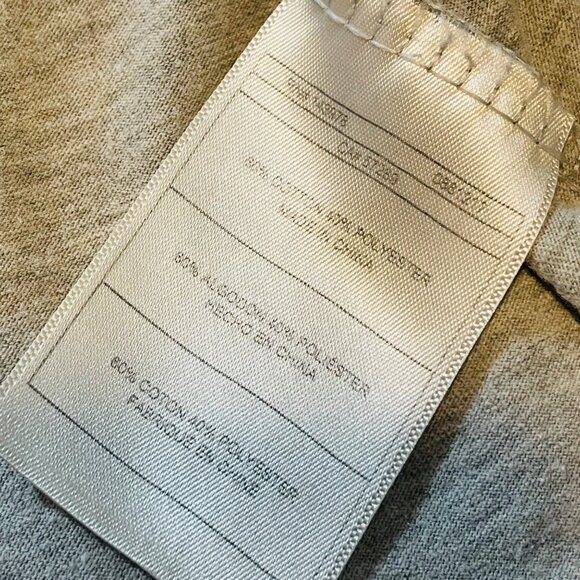 60% COTTON 40% POLYESTER
MADE IN CHINA
60% ALGODON 40% POLIÉSTER
HECHO EN CHINA
60% COTON 40% POLYESTER
FABRIQUE EN CHINE